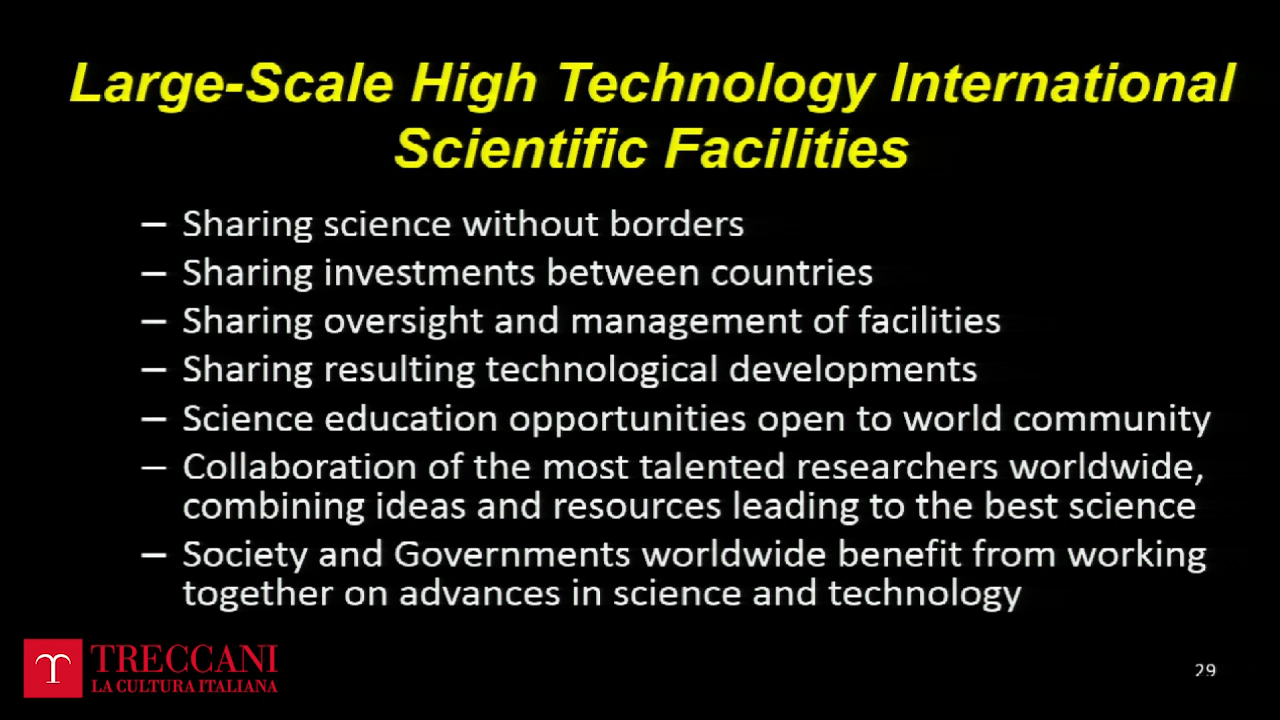 Large-Scale High Technology International
Scientific Facilities
– Sharing science without borders
– Sharing investments between countries
– Sharing oversight and management of facilities
– Sharing resulting technological developments
– Science education opportunities open to world community
– Collaboration of the most talented researchers worldwide,
combining ideas and resources leading to the best science
– Society and Governments worldwide benefit from working
together on advances in science and technology
TRECCANI
LA CULTURA ITALIANA
29